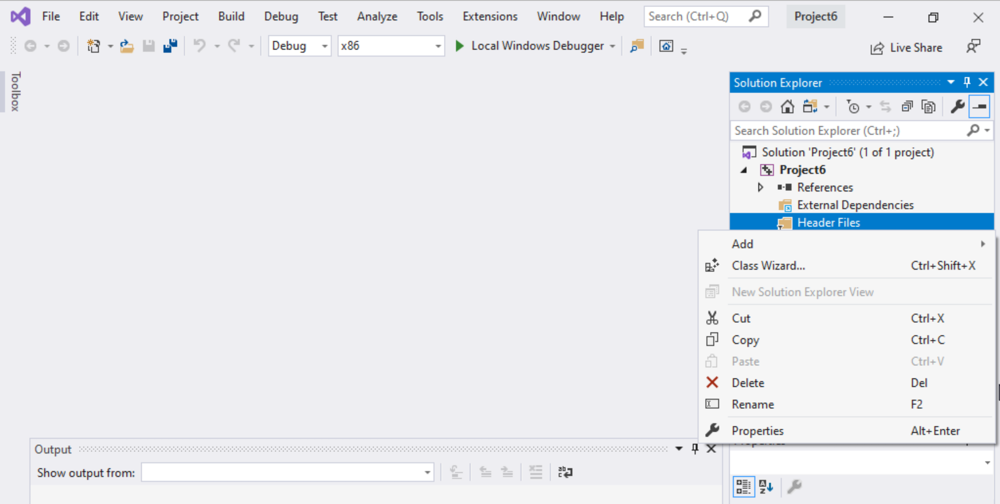 File Edit View Project Build Debug Test Analyze Tools Extensions Window Help Search (Ctrl+Q) Project6
Debug x86 Local Windows Debugger Live Share
Toolbox
Solution Explorer
Search Solution Explorer (Ctrl+;)
Solution 'Project6' (1 of 1 project)
Project6
References
External Dependencies
Header Files
Add
Class Wizard... Ctrl+Shift+X
New Solution Explorer View
Cut Ctrl+X
Copy Ctrl+C
Paste Ctrl+V
Delete Del
Rename F2
Properties Alt+Enter
Output
Show output from: